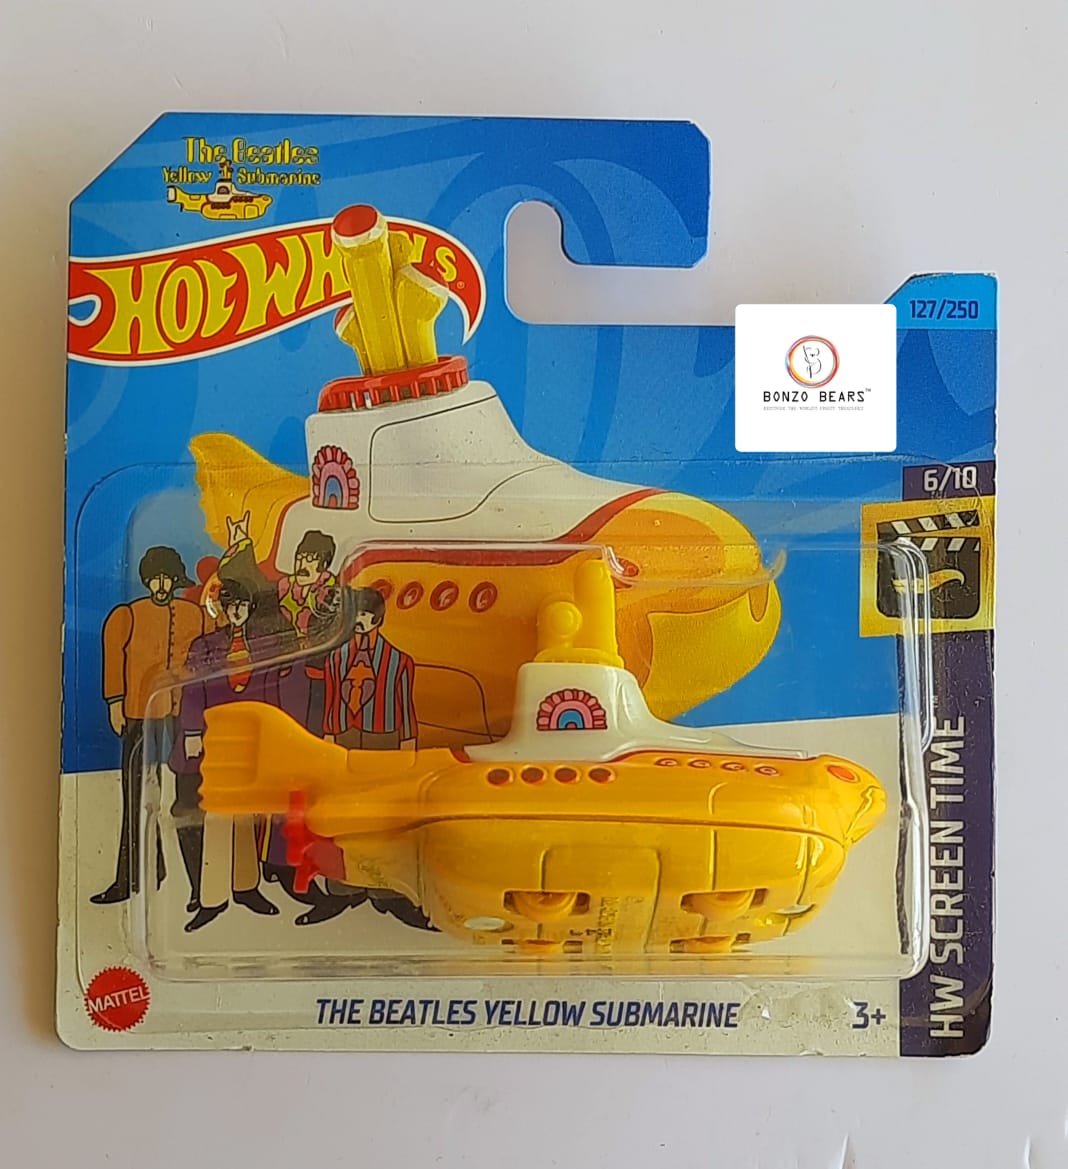 The Beatles
Yellow Submarine
HOT WHEELS®
127/250
BONZO BEARS™
6/10
HW SCREEN TIME™
MATTEL
THE BEATLES YELLOW SUBMARINE
3+